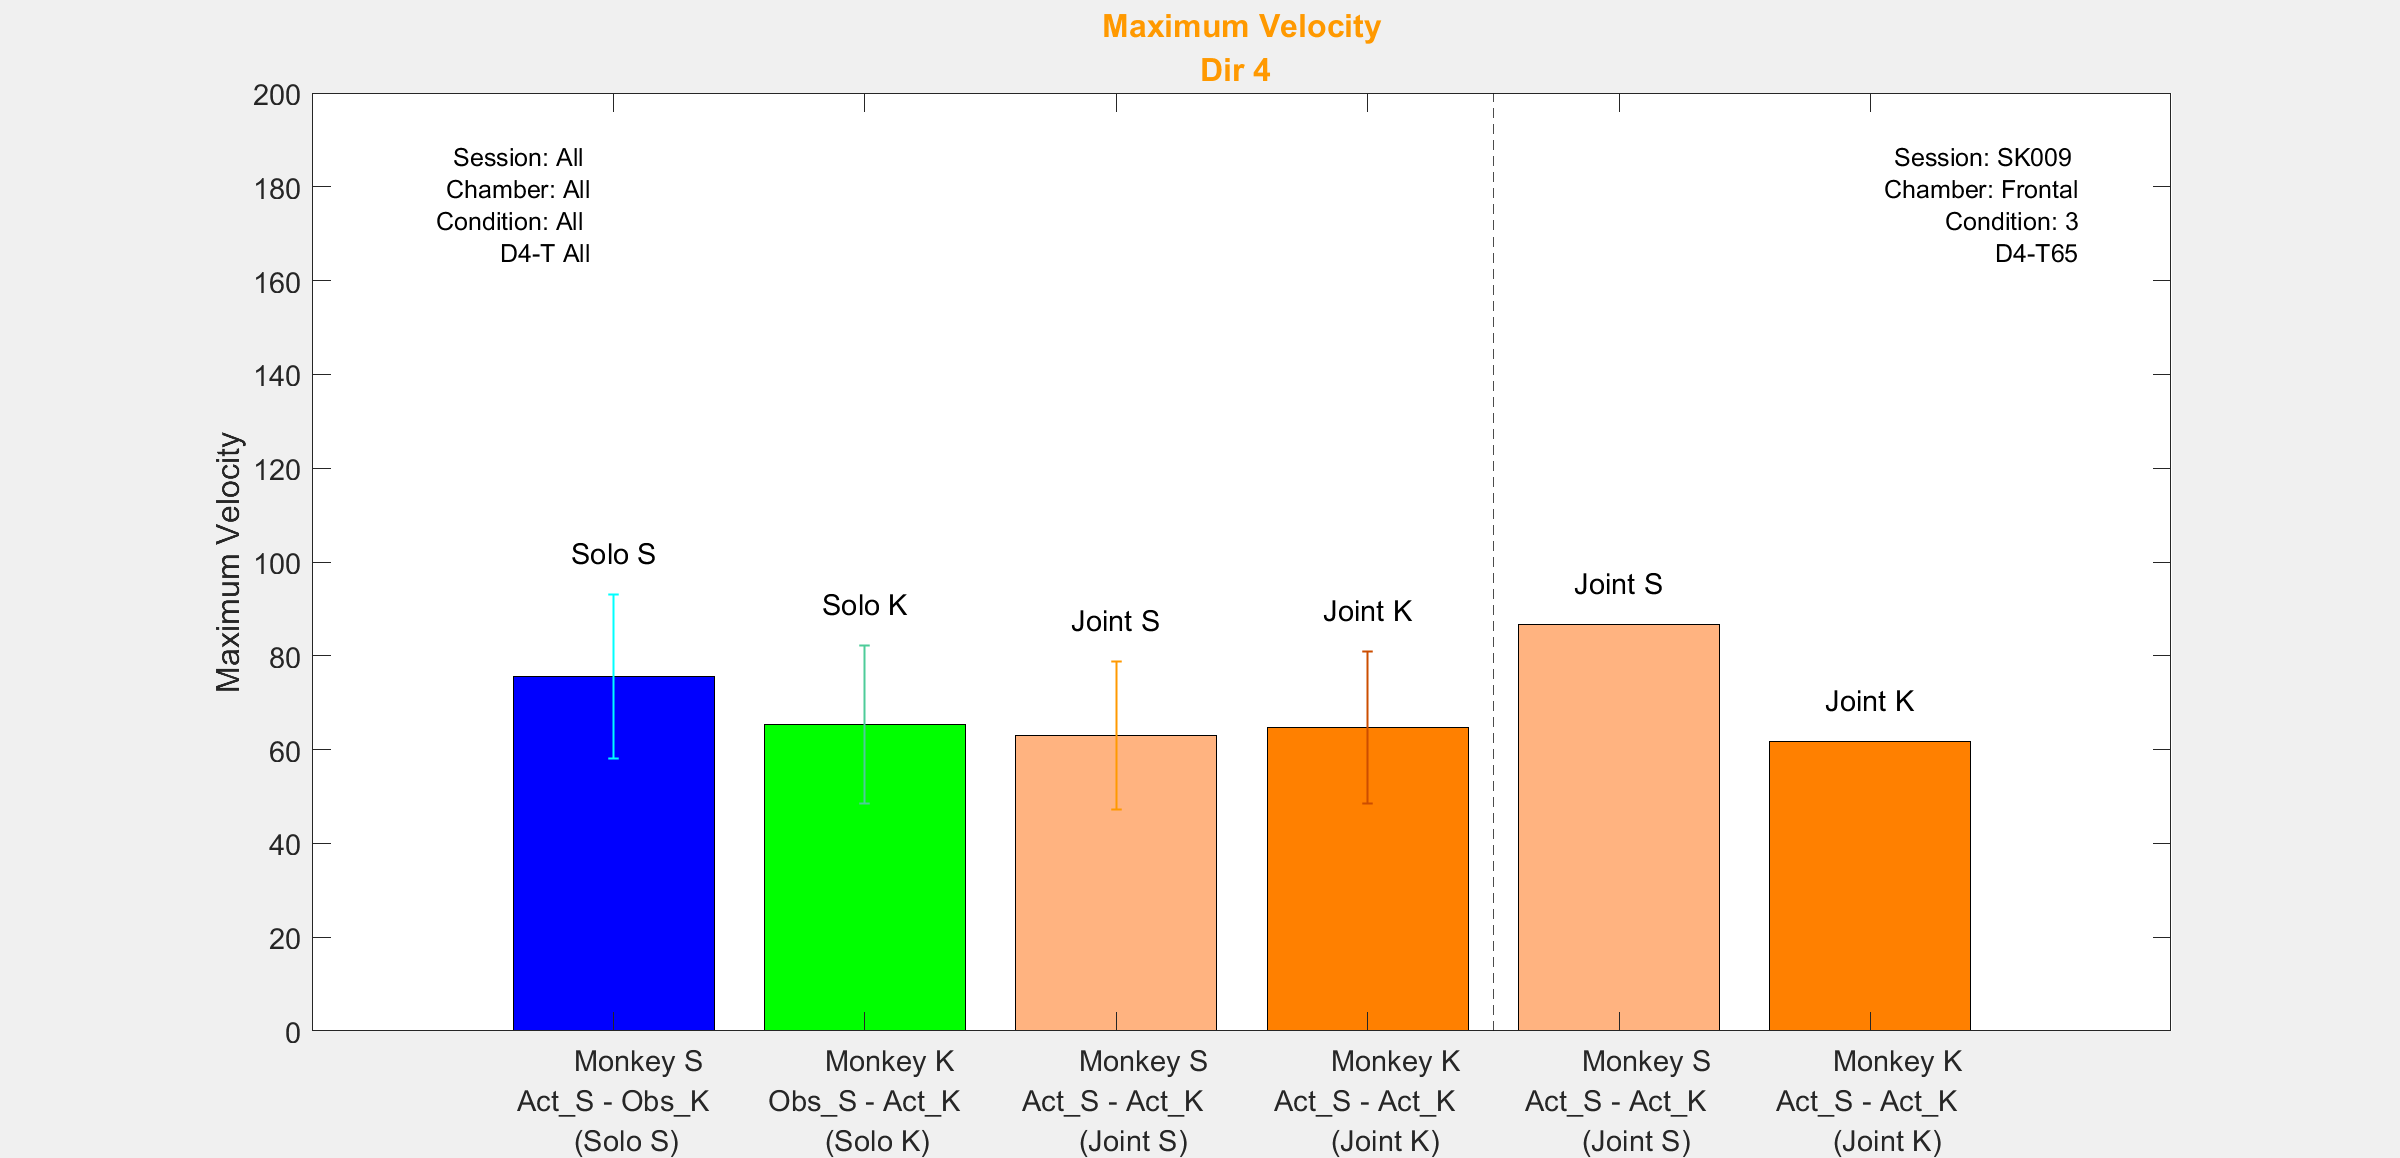 Maximum Velocity
Dir 4
200
180
160
140
120
100
80
60
40
20
0
Maximum Velocity
Session: All
Chamber: All
Condition: All
D4-T All
Session: SK009
Chamber: Frontal
Condition: 3
D4-T65
Solo S
Solo K
Joint S
Joint K
Joint S
Joint K
Monkey S
Act_S - Obs_K
(Solo S)
Monkey K
Obs_S - Act_K
(Solo K)
Monkey S
Act_S - Act_K
(Joint S)
Monkey K
Act_S - Act_K
(Joint K)
Monkey S
Act_S - Act_K
(Joint S)
Monkey K
Act_S - Act_K
(Joint K)